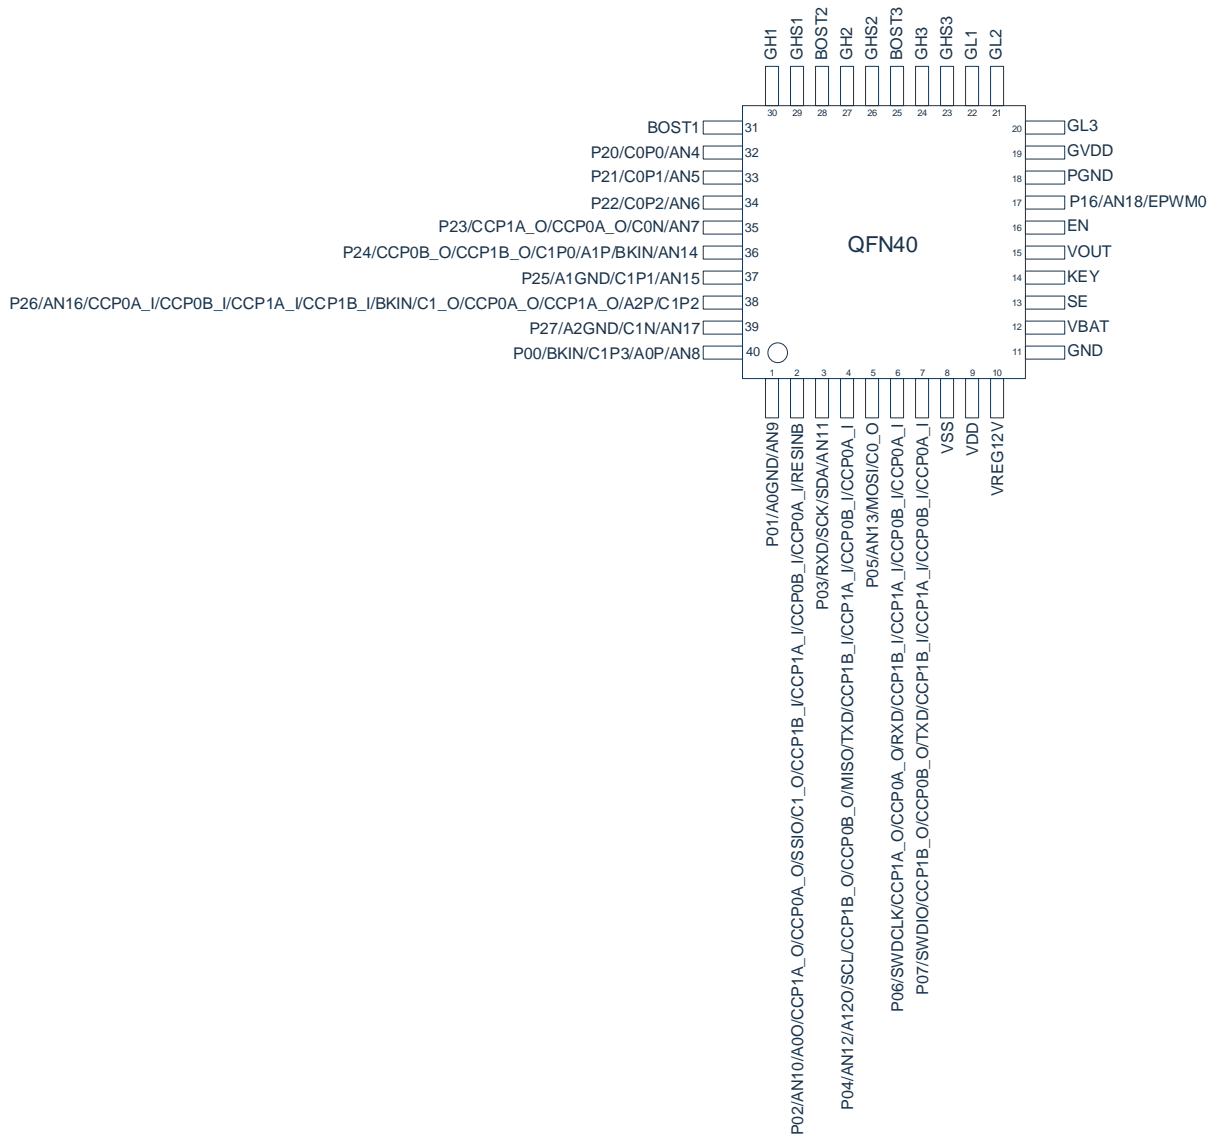 GH1
GHS1
BOST2
GH2
GHS2
BOST3
GH3
GHS3
GL1
GL2
30
29
28
27
26
25
24
23
22
21
BOST1 31
P20/C0P0/AN4 32
P21/C0P1/AN5 33
P22/C0P2/AN6 34
P23/CCP1A_O/CCP0A_O/C0N/AN7 35
P24/CCP0B_O/CCP1B_O/C1P0/A1P/BKIN/AN14 36
P25/A1GND/C1P1/AN15 37
P26/AN16/CCP0A_I/CCP0B_I/CCP1A_I/CCP1B_I/BKIN/C1_O/CCP0A_O/CCP1A_O/A2P/C1P2 38
P27/A2GND/C1N/AN17 39
P00/BKIN/C1P3/A0P/AN8 40
QFN40
20 GL3
19 GVDD
18 PGND
17 P16/AN18/EPWM0
16 EN
15 VOUT
14 KEY
13 SE
12 VBAT
11 GND
1
2
3
4
5
6
7
8
9
10
P01/A0GND/AN9
P02/AN10/A0O/CCP1A_O/CCP0A_O/SSIO/C1_O/CCP1B_I/CCP1A_I/CCP0B_I/CCP0A_I/RESINB
P03/RXD/SCK/SDA/AN11
P04/AN12/A12O/SCL/CCP1B_O/CCP0B_O/MISO/TXD/CCP1B_I/CCP1A_I/CCP0B_I/CCP0A_I
P05/AN13/MOSI/C0_O
P06/SWDCLK/CCP1A_O/CCP0A_O/RXD/CCP1B_I/CCP1A_I/CCP0B_I/CCP0A_I
P07/SWDIO/CCP1B_O/CCP0B_O/TXD/CCP1B_I/CCP1A_I/CCP0B_I/CCP0A_I
VSS
VDD
VREG12V